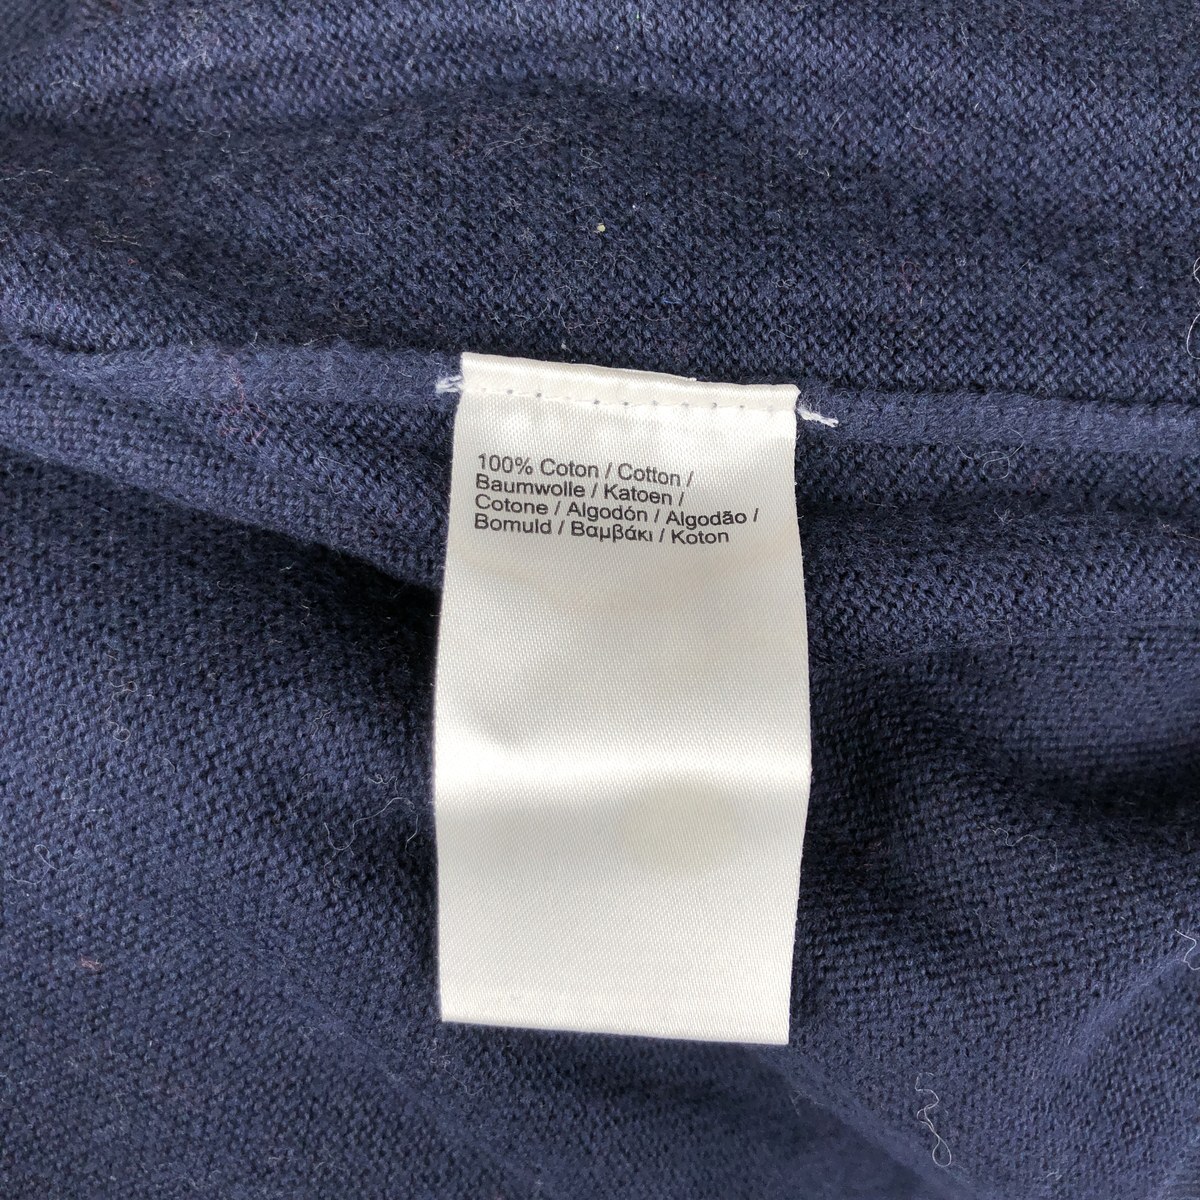 100% Coton / Cotton /
Baumwolle / Katoen /
Cotone / Algodón / Algodão /
Bomuld / Βαμβάκι / Koton